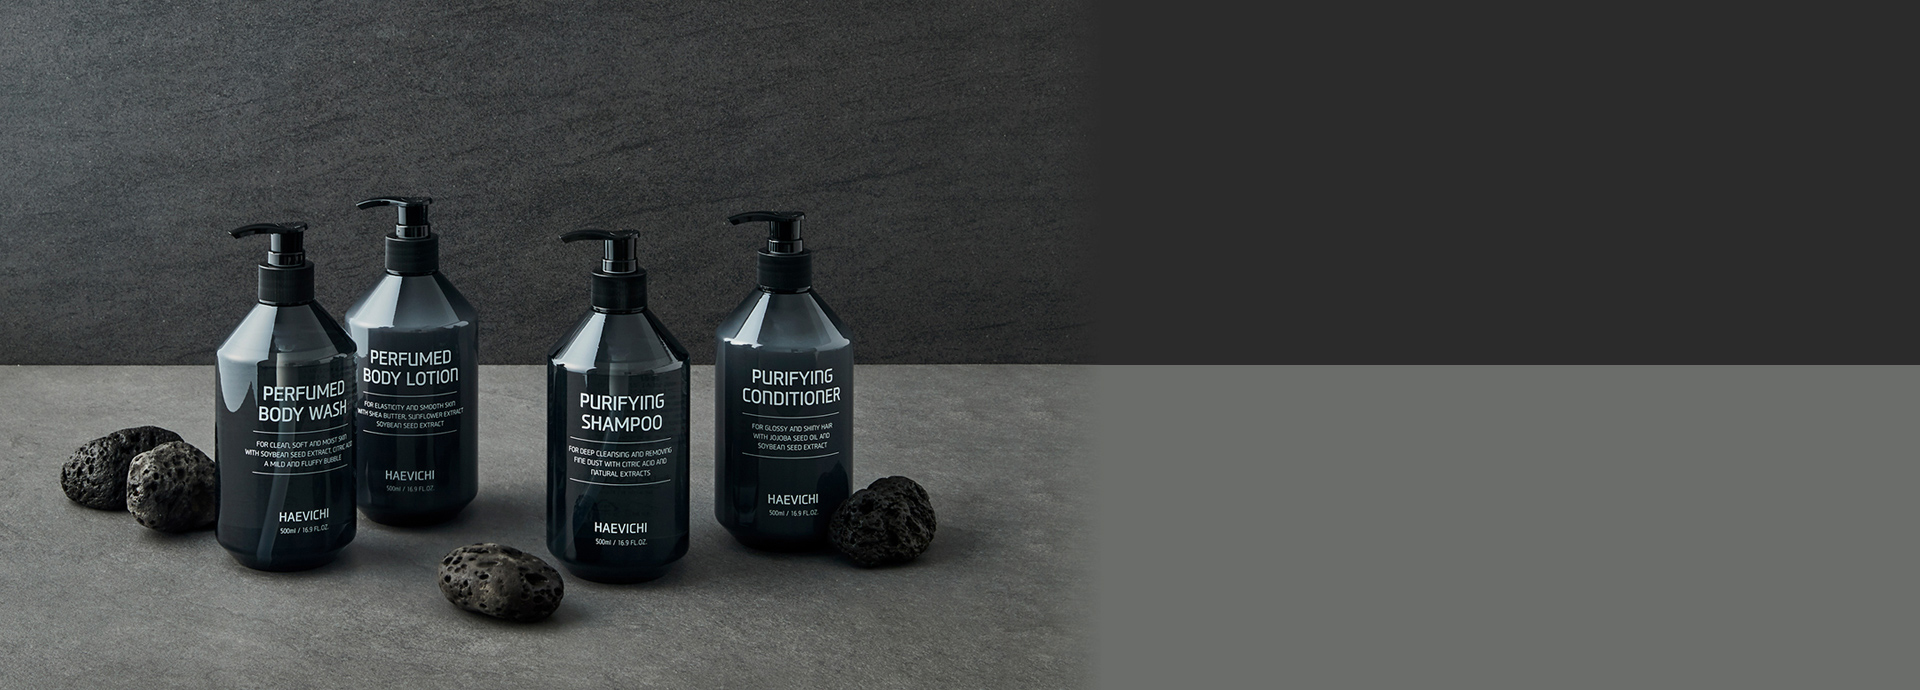 PERFUMED
BODY WASH
FOR CLEAN, SOFT AND MOIST SKIN
WITH SOYBEAN SEED EXTRACT, CITRIC ACID
A MILD AND FLUFFY BUBBLE
HAEVICHI
500ml / 16.9 FL.OZ.
PERFUMED
BODY LOTION
FOR ELASTICITY AND SMOOTH SKIN
WITH SHEA BUTTER, SUNFLOWER EXTRACT
SOYBEAN SEED EXTRACT
HAEVICHI
500ml / 16.9 FL.OZ.
PURIFYING
SHAMPOO
FOR DEEP CLEANSING AND REMOVING
FINE DUST WITH CITRIC ACID AND
NATURAL EXTRACTS
HAEVICHI
500ml / 16.9 FL.OZ.
PURIFYING
CONDITIONER
FOR GLOSSY AND SHINY HAIR
WITH JOJOBA SEED OIL AND
SOYBEAN SEED EXTRACT
HAEVICHI
500ml / 16.9 FL.OZ.